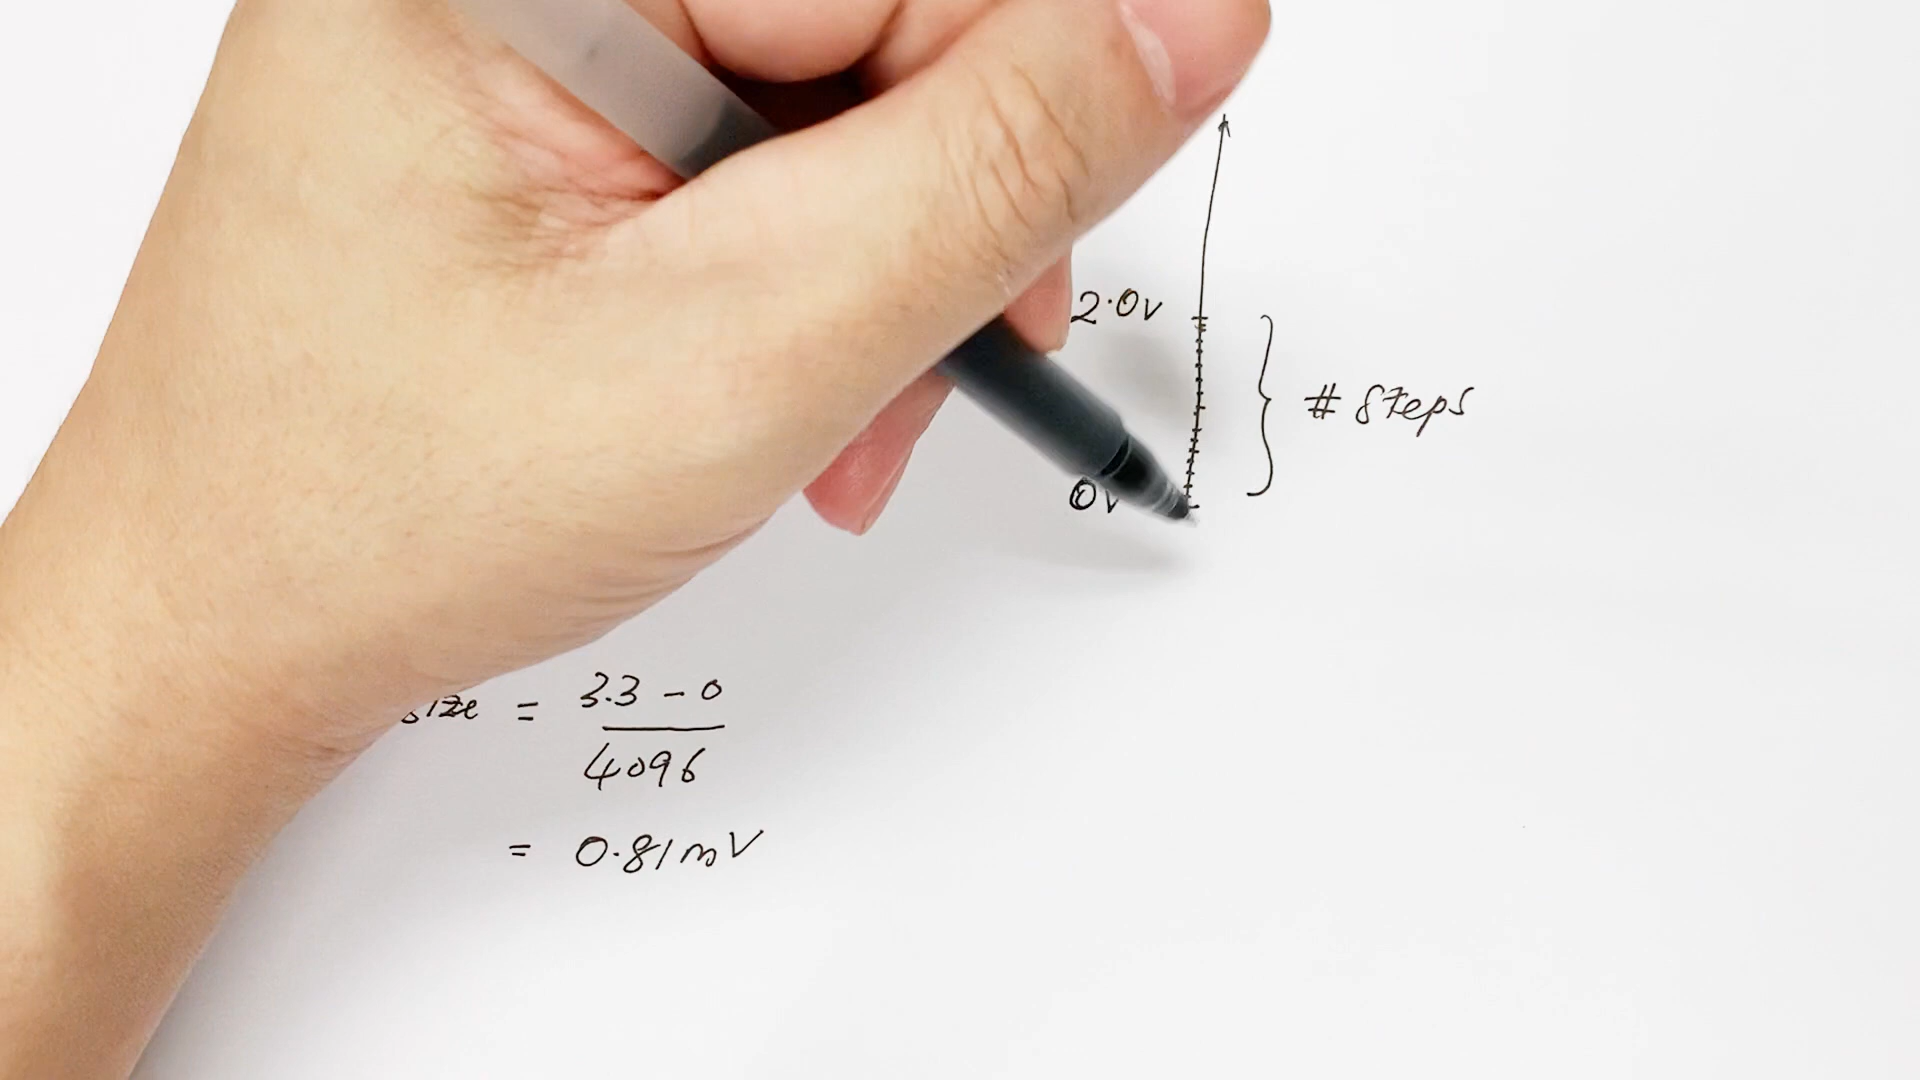 2.0V
# steps
0V
size = 3.3 - 0
4096
= 0.81mV